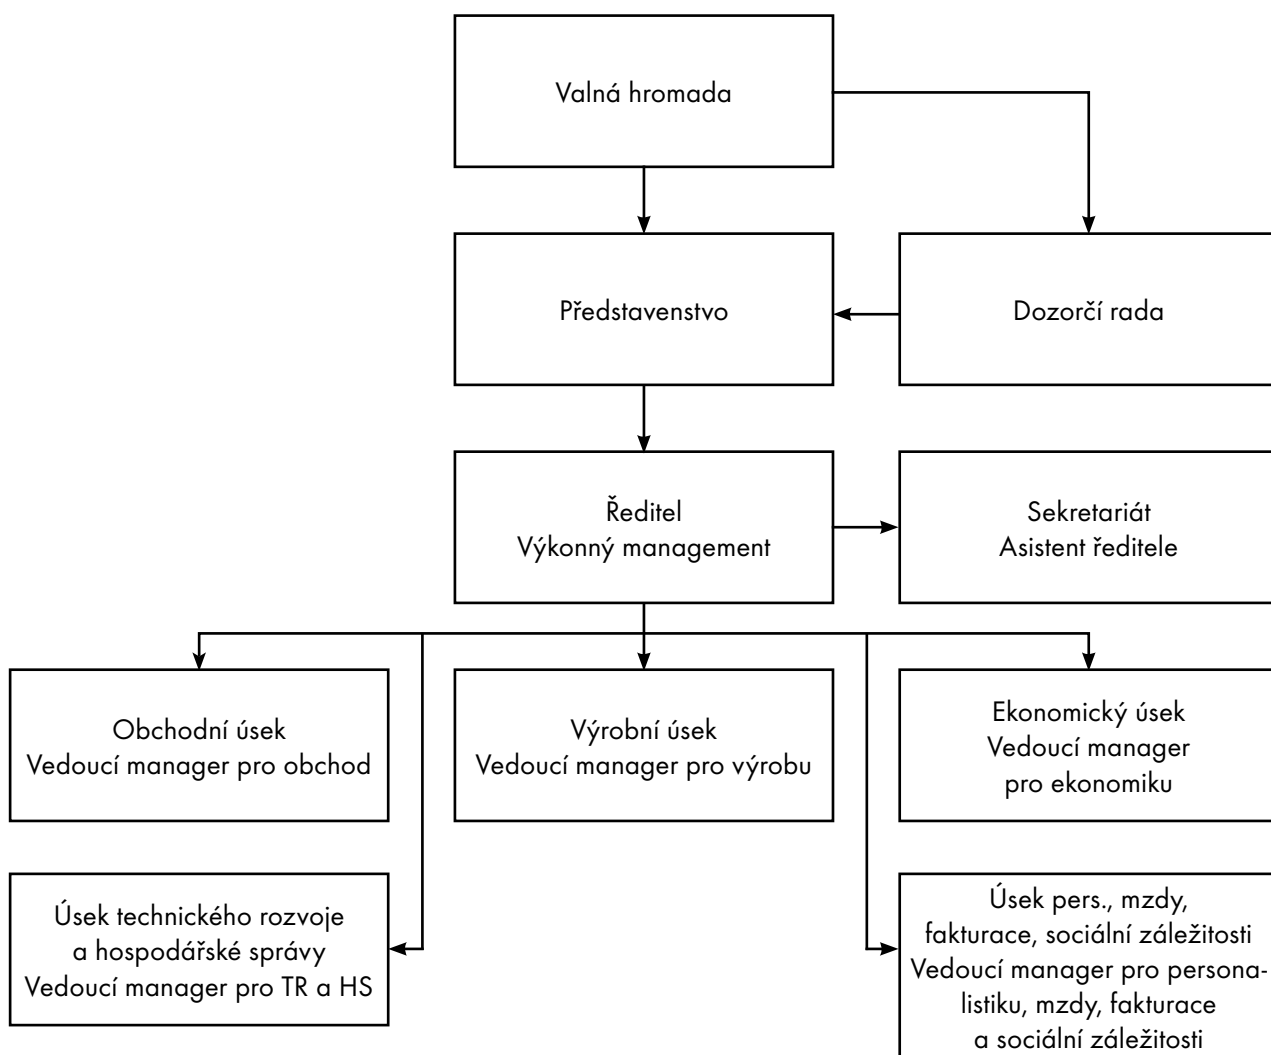 Valná hromada
Představenstvo
Dozorčí rada
Ředitel
Výkonný management
Sekretariát
Asistent ředitele
Obchodní úsek
Vedoucí manager pro obchod
Výrobní úsek
Vedoucí manager pro výrobu
Ekonomický úsek
Vedoucí manager
pro ekonomiku
Úsek technického rozvoje
a hospodářské správy
Vedoucí manager pro TR a HS
Úsek pers., mzdy,
fakturace, sociální záležitosti
Vedoucí manager pro persona-
listiku, mzdy, fakturace
a sociální záležitosti